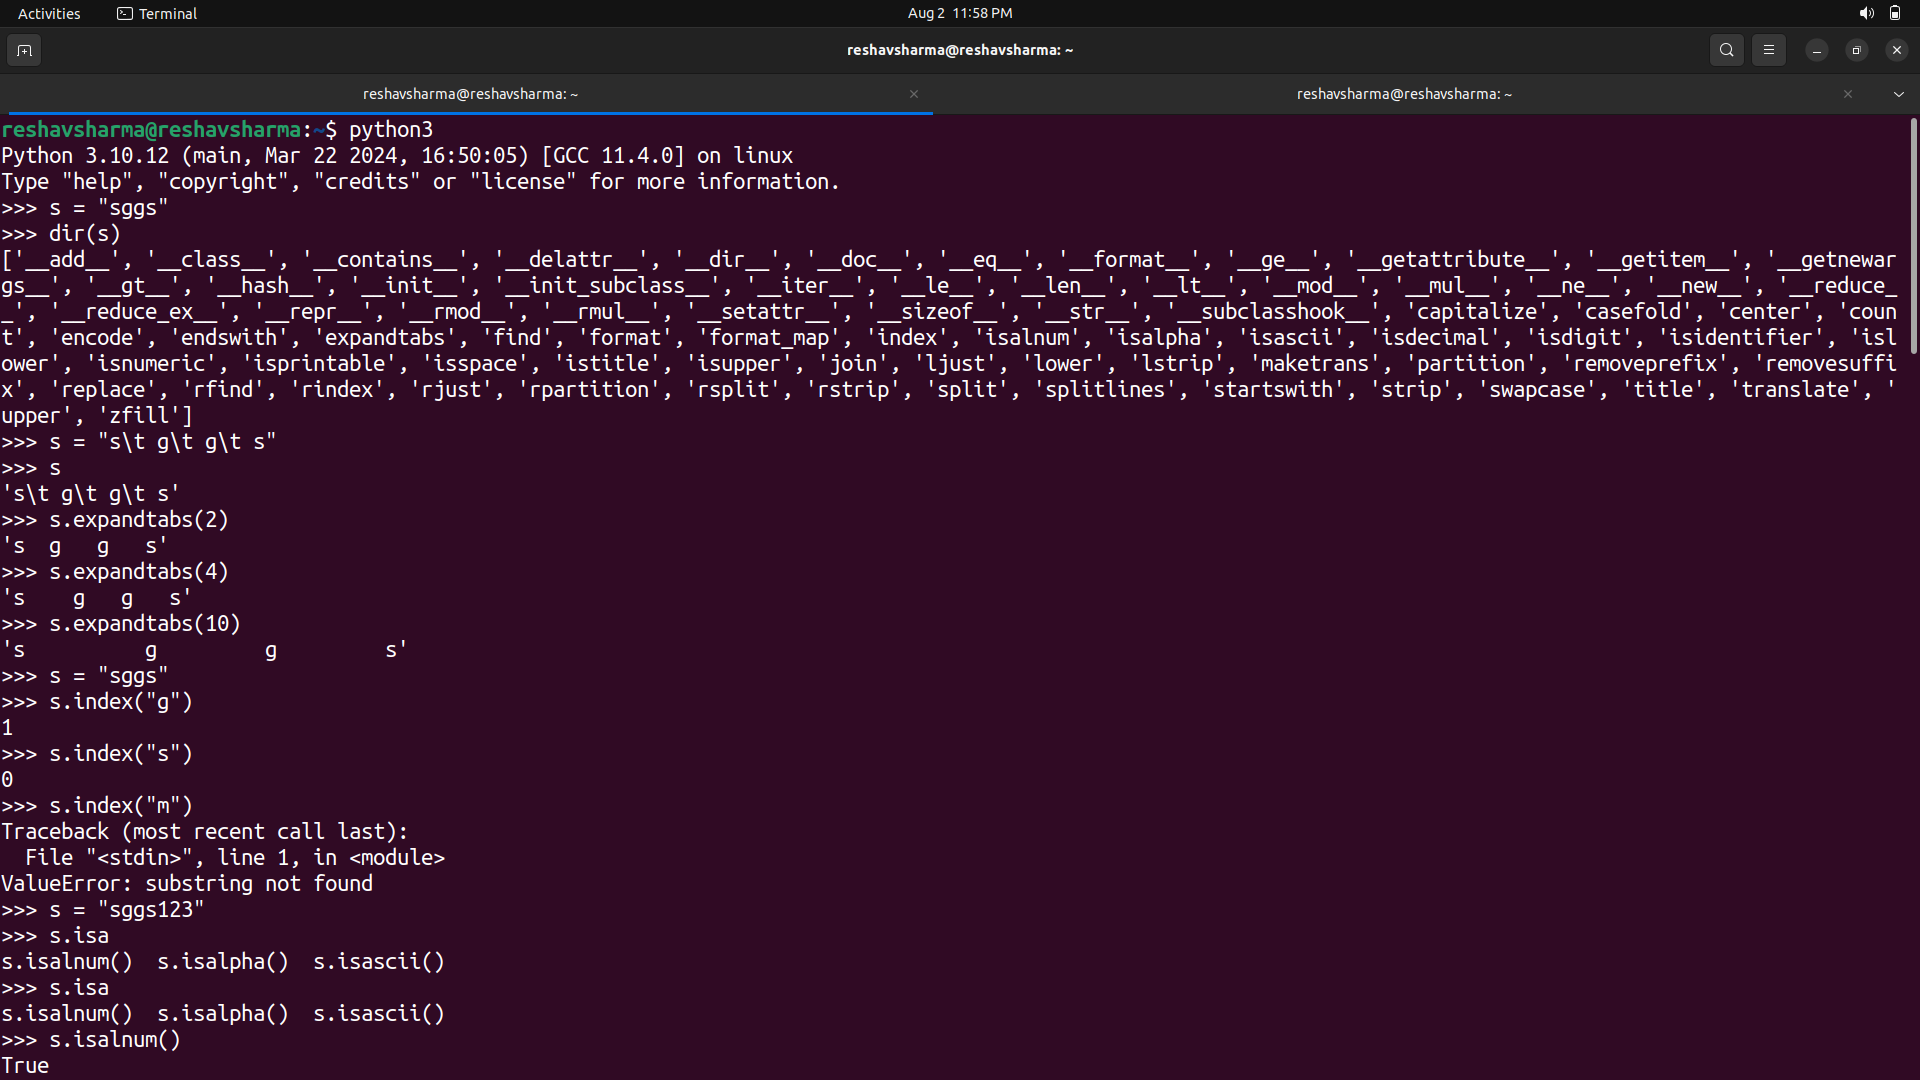 Activities Terminal Aug 2 11:58 PM
reshavsharma@reshavsharma: ~
reshavsharma@reshavsharma: ~ reshavsharma@reshavsharma: ~
reshavsharma@reshavsharma:~$ python3
Python 3.10.12 (main, Mar 22 2024, 16:50:05) [GCC 11.4.0] on linux
Type "help", "copyright", "credits" or "license" for more information.
>>> s = "sggs"
>>> dir(s)
['__add__', '__class__', '__contains__', '__delattr__', '__dir__', '__doc__', '__eq__', '__format__', '__ge__', '__getattribute__', '__getitem__', '__getnewar
gs__', '__gt__', '__hash__', '__init__', '__init_subclass__', '__iter__', '__le__', '__len__', '__lt__', '__mod__', '__mul__', '__ne__', '__new__', '__reduce_
_', '__reduce_ex__', '__repr__', '__rmod__', '__rmul__', '__setattr__', '__sizeof__', '__str__', '__subclasshook__', 'capitalize', 'casefold', 'center', 'coun
t', 'encode', 'endswith', 'expandtabs', 'find', 'format', 'format_map', 'index', 'isalnum', 'isalpha', 'isascii', 'isdecimal', 'isdigit', 'isidentifier', 'isl
ower', 'isnumeric', 'isprintable', 'isspace', 'istitle', 'isupper', 'join', 'ljust', 'lower', 'lstrip', 'maketrans', 'partition', 'removeprefix', 'removesuffi
x', 'replace', 'rfind', 'rindex', 'rjust', 'rpartition', 'rsplit', 'rstrip', 'split', 'splitlines', 'startswith', 'strip', 'swapcase', 'title', 'translate', '
upper', 'zfill']
>>> s = "s\t g\t g\t s"
>>> s
's\t g\t g\t s'
>>> s.expandtabs(2)
's  g   g   s'
>>> s.expandtabs(4)
's    g   g   s'
>>> s.expandtabs(10)
's          g         g         s'
>>> s = "sggs"
>>> s.index("g")
1
>>> s.index("s")
0
>>> s.index("m")
Traceback (most recent call last):
  File "<stdin>", line 1, in <module>
ValueError: substring not found
>>> s = "sggs123"
>>> s.isa
s.isalnum()  s.isalpha()  s.isascii()
>>> s.isa
s.isalnum()  s.isalpha()  s.isascii()
>>> s.isalnum()
True